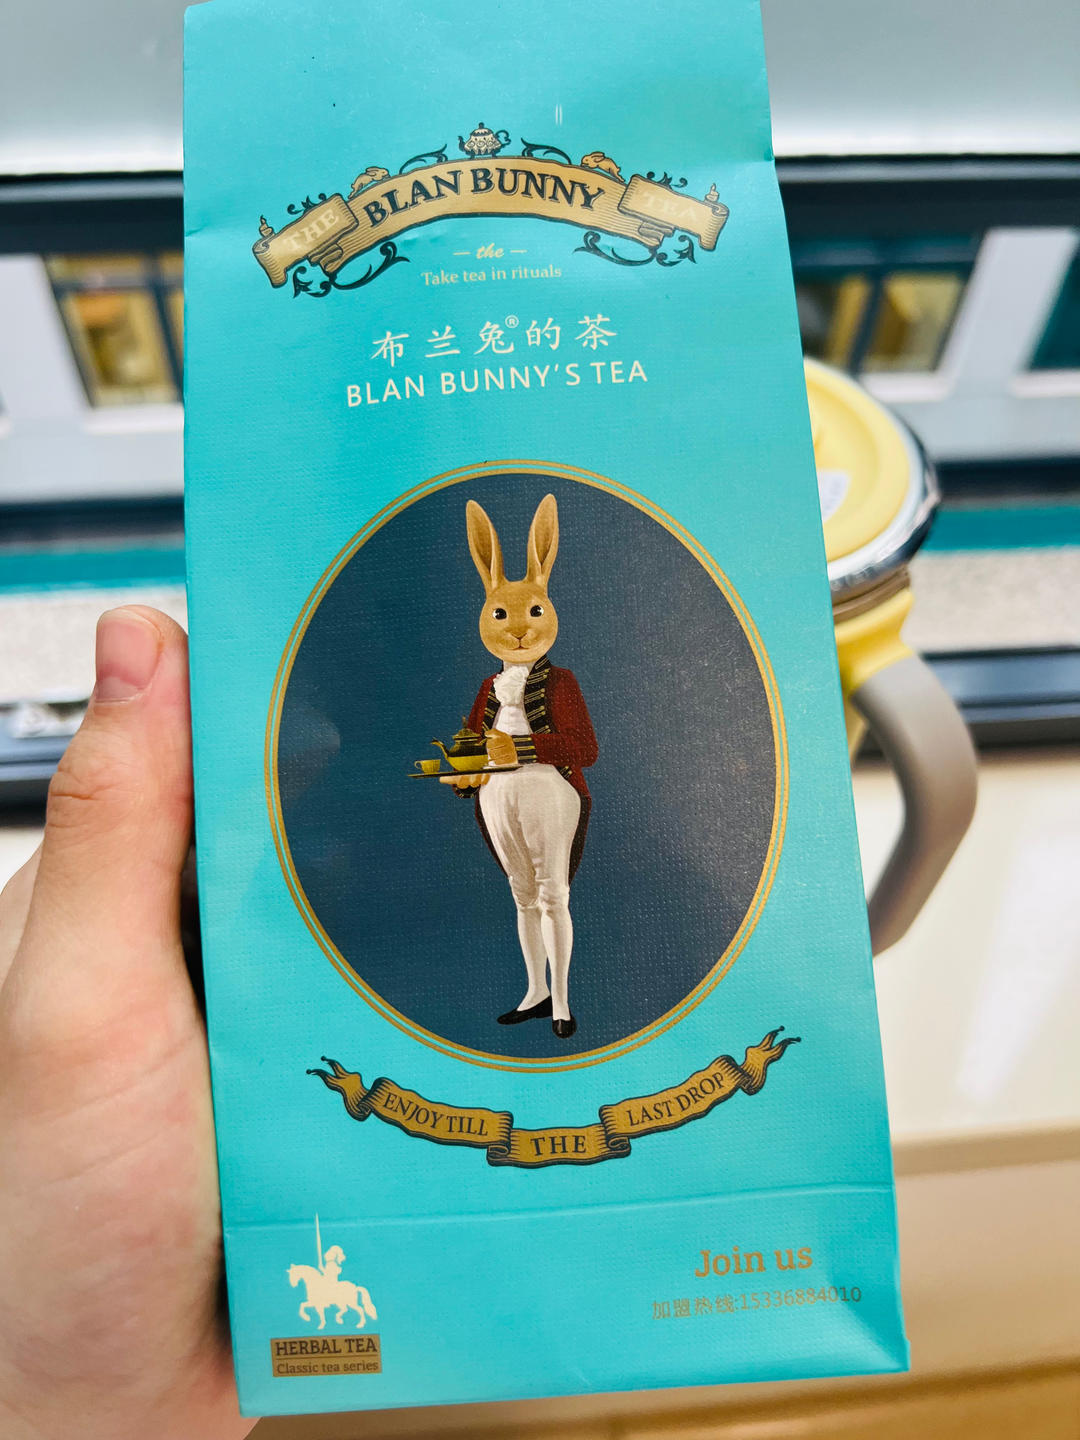 THE BLAN BUNNY TEA
the
Take tea in rituals
布兰兔®的茶
BLAN BUNNY'S TEA
ENJOY TILL THE LAST DROP
Join us
加盟热线:15336884010
HERBAL TEA
Classic tea series